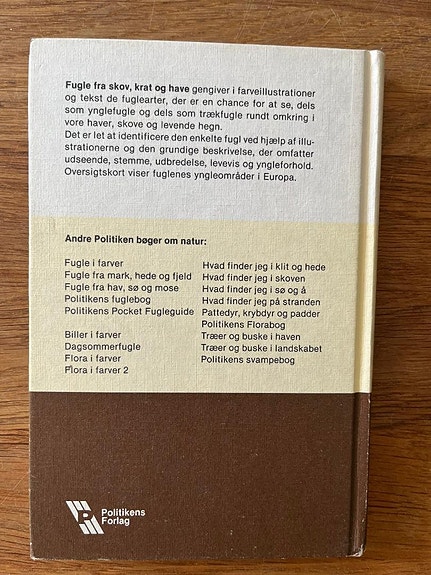 Fugle fra skov, krat og have gengiver i farveillustrationer
og tekst de fuglearter, der er en chance for at se, dels
som ynglefugle og dels som trækfugle rundt omkring i
vore haver, skove og levende hegn.
Det er let at identificere den enkelte fugl ved hjælp af illu-
strationerne og den grundige beskrivelse, der omfatter
udseende, stemme, udbredelse, levevis og yngleforhold.
Oversigtskort viser fuglenes yngleområder i Europa.
Andre Politiken bøger om natur:
Fugle i farver
Fugle fra mark, hede og fjeld
Fugle fra hav, sø og mose
Politikens fuglebog
Politikens Pocket Fugleguide
Biller i farver
Dagsommerfugle
Flora i farver
Flora i farver 2
Hvad finder jeg i klit og hede
Hvad finder jeg i skoven
Hvad finder jeg i sø og å
Hvad finder jeg på stranden
Pattedyr, krybdyr og padder
Politikens Florabog
Træer og buske i haven
Træer og buske i landskabet
Politikens svampebog
Politikens
Forlag